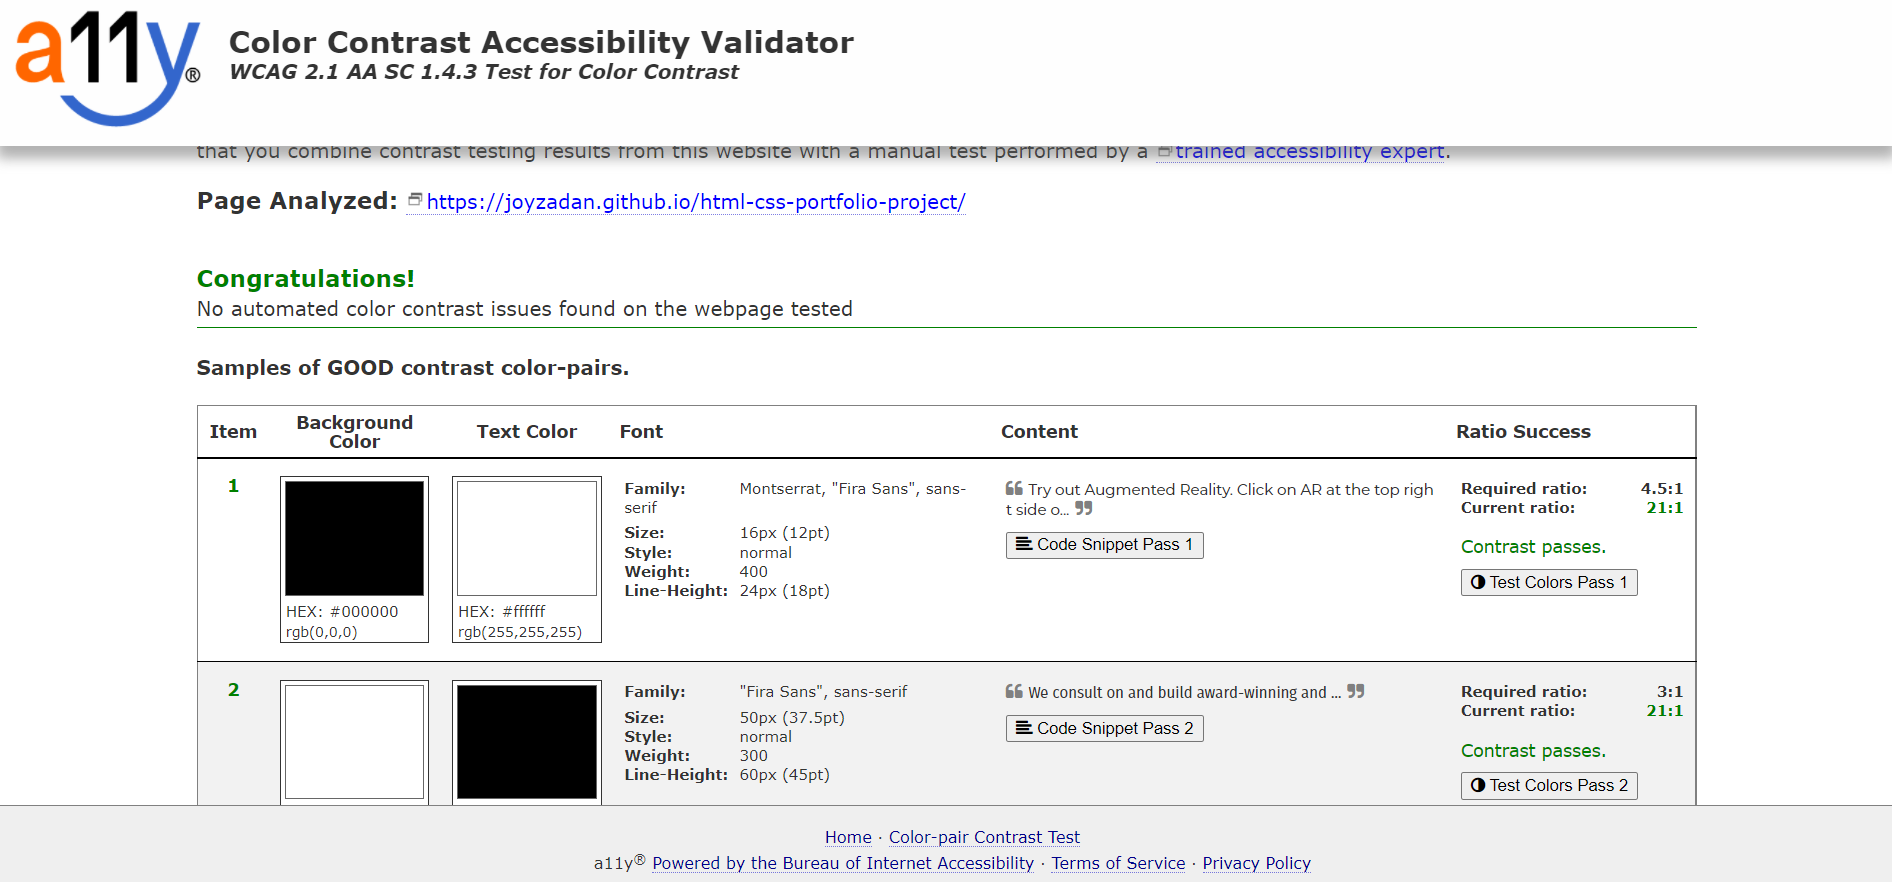 a11y®
Color Contrast Accessibility Validator
WCAG 2.1 AA SC 1.4.3 Test for Color Contrast
that you combine contrast testing results from this website with a manual test performed by a trained accessibility expert.
Page Analyzed: https://joyzadan.github.io/html-css-portfolio-project/
Congratulations!
No automated color contrast issues found on the webpage tested
Samples of GOOD contrast color-pairs.
Item
Background
Color
Text Color
Font
Content
Ratio Success
1
HEX: #000000
rgb(0,0,0)
HEX: #ffffff
rgb(255,255,255)
Family: Montserrat, "Fira Sans", sans-
serif
Size: 16px (12pt)
Style: normal
Weight: 400
Line-Height: 24px (18pt)
❝ Try out Augmented Reality. Click on AR at the top righ
t side o... ❞
Code Snippet Pass 1
Required ratio: 4.5:1
Current ratio: 21:1
Contrast passes.
Test Colors Pass 1
2
Family: "Fira Sans", sans-serif
Size: 50px (37.5pt)
Style: normal
Weight: 300
Line-Height: 60px (45pt)
❝ We consult on and build award-winning and ... ❞
Code Snippet Pass 2
Required ratio: 3:1
Current ratio: 21:1
Contrast passes.
Test Colors Pass 2
Home · Color-pair Contrast Test
a11y® Powered by the Bureau of Internet Accessibility · Terms of Service · Privacy Policy